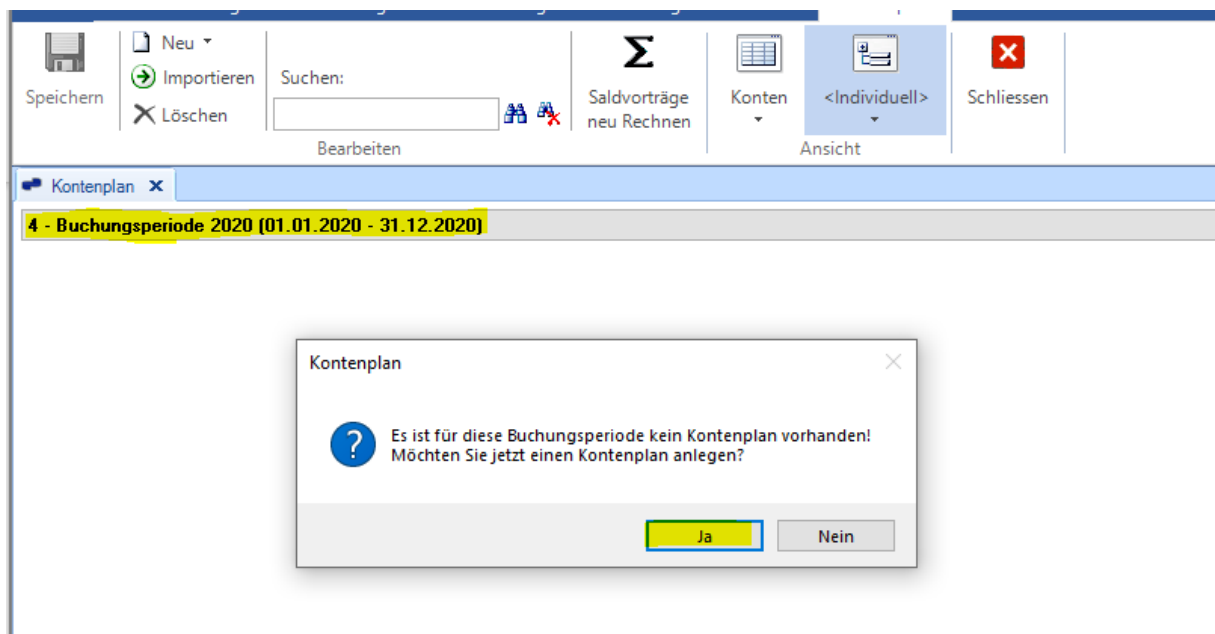 Speichern
Neu
Importieren
Löschen
Suchen:
Bearbeiten
Saldvorträge
neu Rechnen
Konten
<Individuell>
Ansicht
Schliessen
Kontenplan
4 - Buchungsperiode 2020 (01.01.2020 - 31.12.2020)
Kontenplan
Es ist für diese Buchungsperiode kein Kontenplan vorhanden!
Möchten Sie jetzt einen Kontenplan anlegen?
Ja
Nein